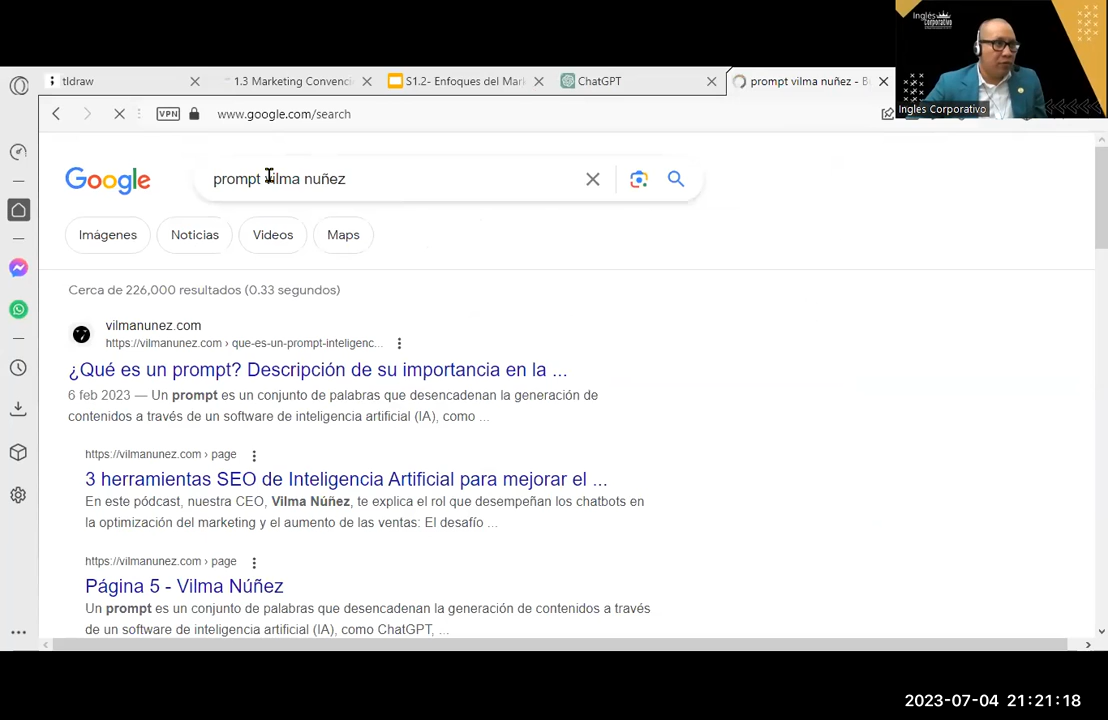 Inglés
corporativo
Ingles Corporativo
tldraw
1.3 Marketing Convenci
S1.2- Enfoques del Mark
ChatGPT
prompt vilma nuñez - B
VPN
www.google.com/search
Google
prompt vilma nuñez
Imágenes
Noticias
Videos
Maps
Cerca de 226,000 resultados (0.33 segundos)
vilmanunez.com
https://vilmanunez.com › que-es-un-prompt-inteligenc...
¿Qué es un prompt? Descripción de su importancia en la ...
6 feb 2023 — Un prompt es un conjunto de palabras que desencadenan la generación de
contenidos a través de un software de inteligencia artificial (IA), como ...
https://vilmanunez.com › page
3 herramientas SEO de Inteligencia Artificial para mejorar el ...
En este pódcast, nuestra CEO, Vilma Núñez, te explica el rol que desempeñan los chatbots en
la optimización del marketing y el aumento de las ventas: El desafío ...
https://vilmanunez.com › page
Página 5 - Vilma Núñez
Un prompt es un conjunto de palabras que desencadenan la generación de contenidos a través
de un software de inteligencia artificial (IA), como ChatGPT, ...
2023-07-04 21:21:18